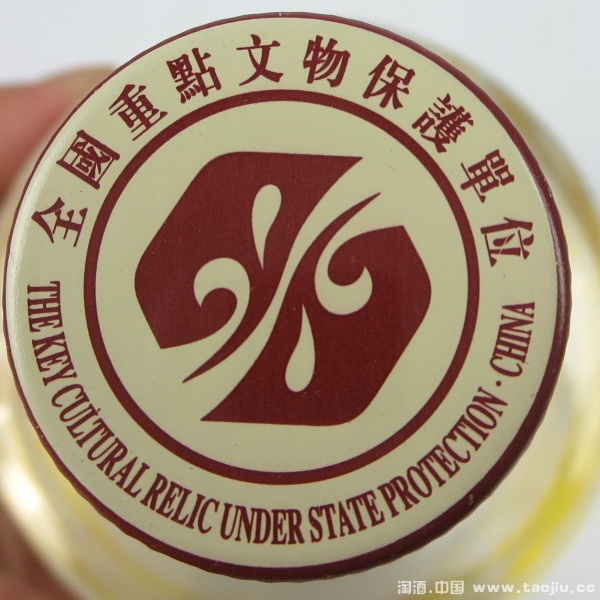 全國重點文物保護單位
THE KEY CULTURAL RELIC UNDER STATE PROTECTION · CHINA
淘酒.中国 www.taojiu.cc